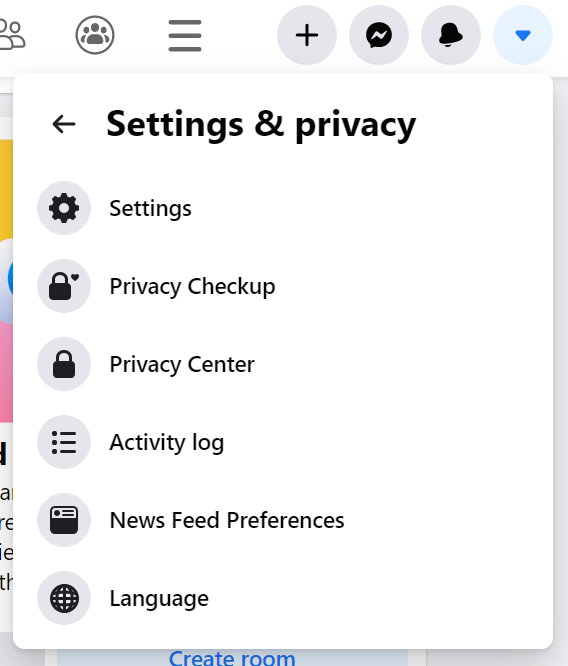 Settings & privacy
Settings
Privacy Checkup
Privacy Center
Activity log
News Feed Preferences
Language
Create room